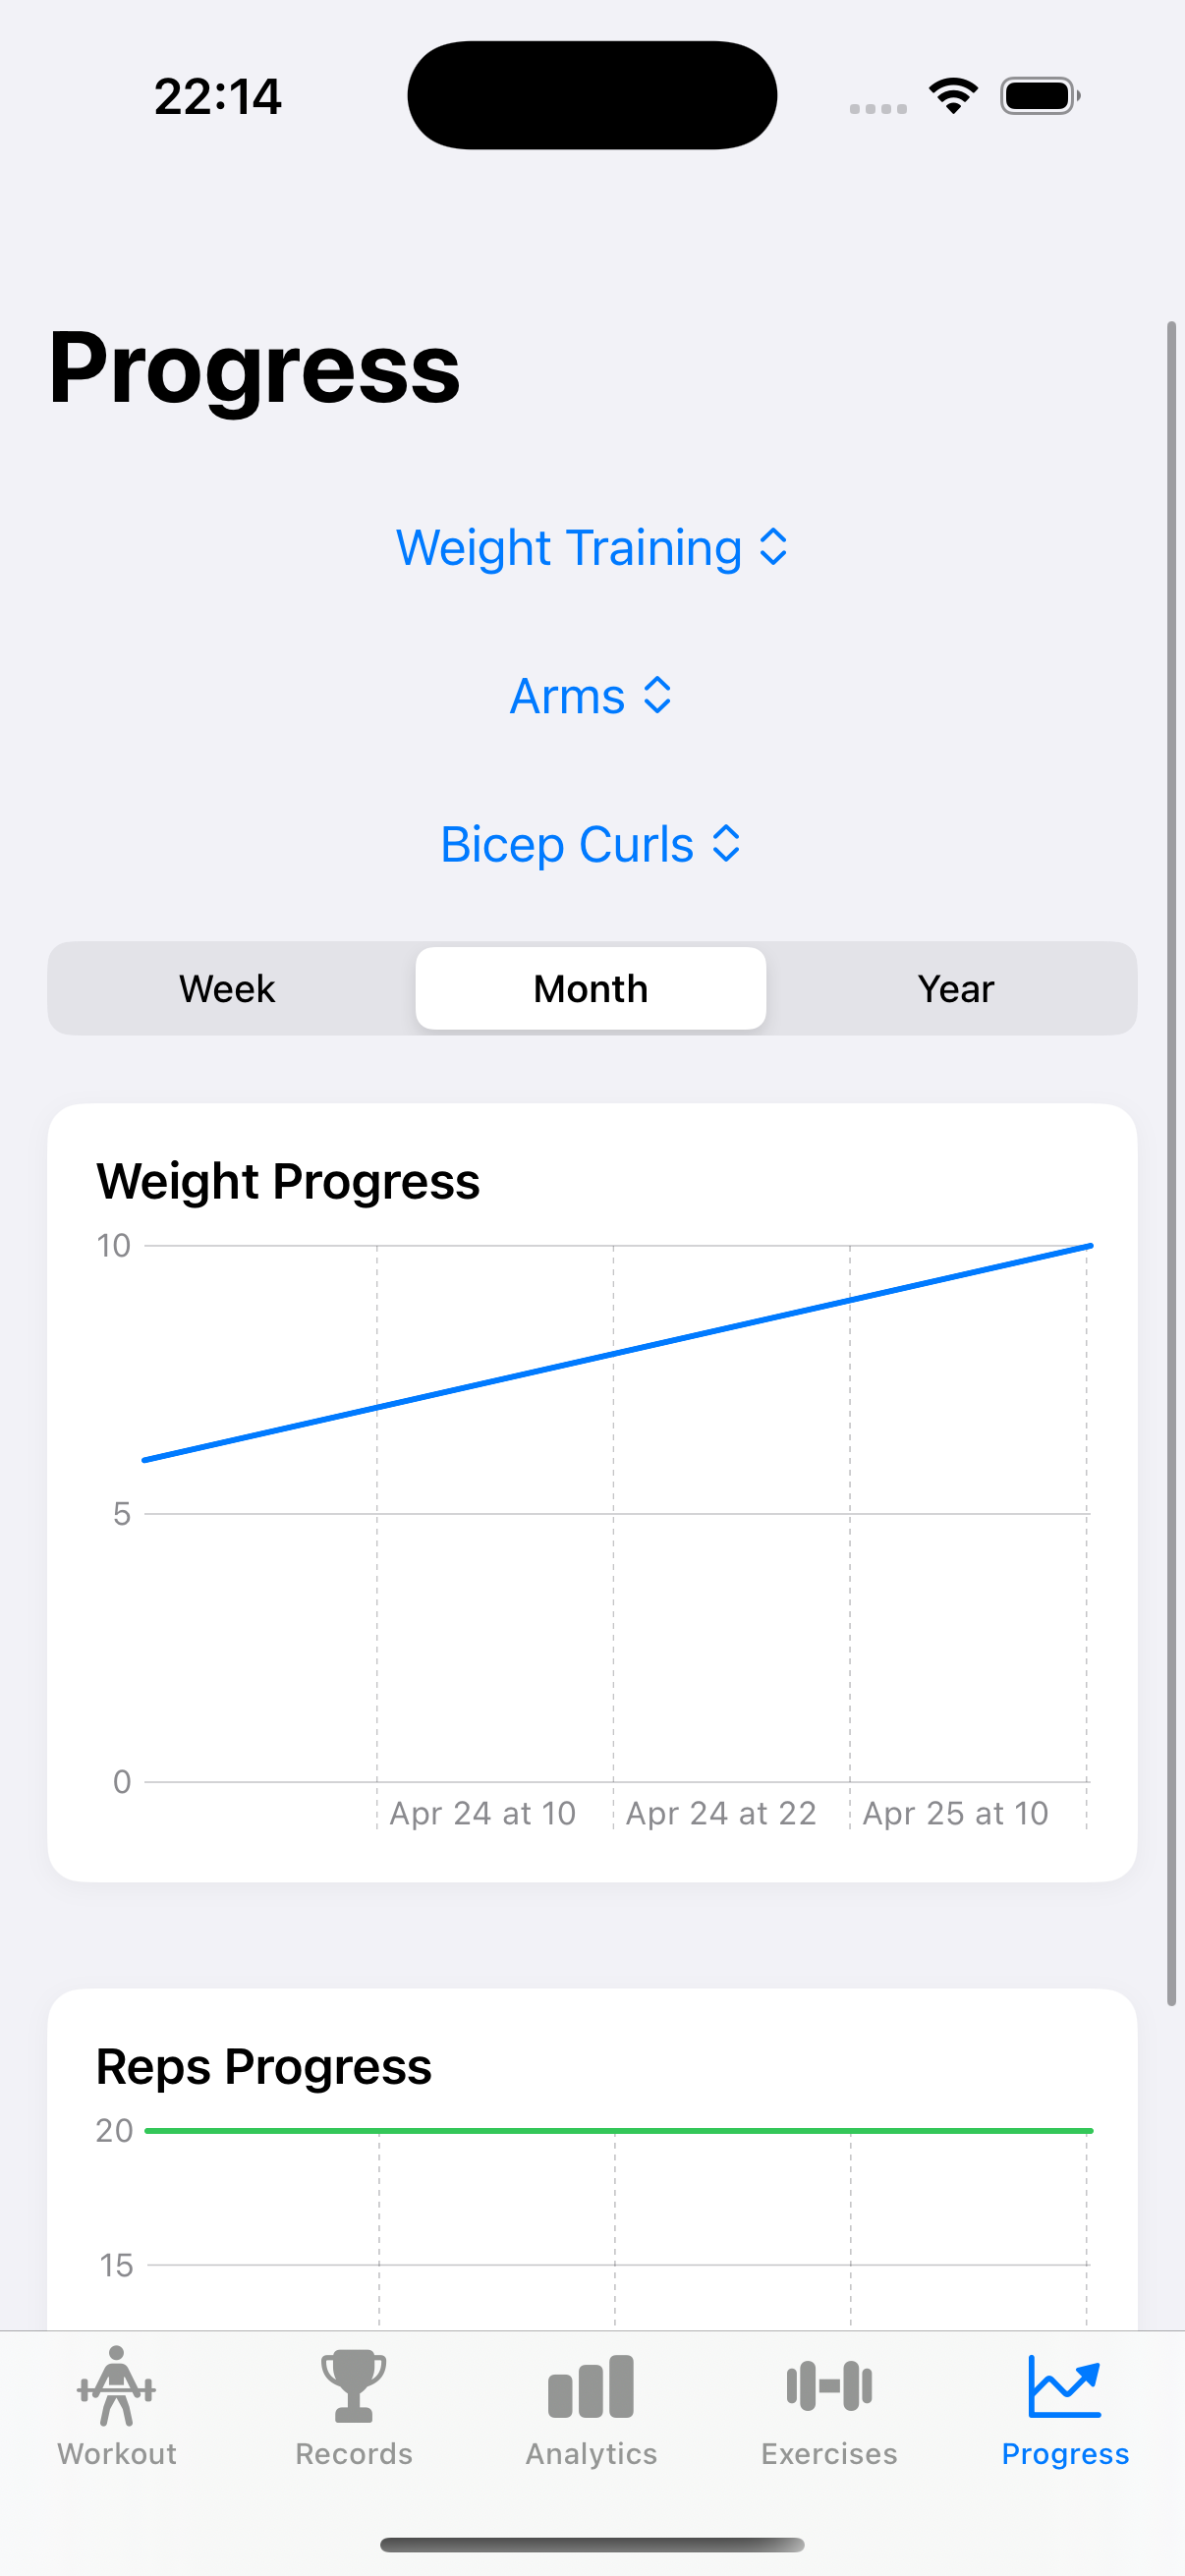 22:14
Progress
Weight Training
Arms
Bicep Curls
Week Month Year
Weight Progress
10
5
0
Apr 24 at 10 Apr 24 at 22 Apr 25 at 10
Reps Progress
20
15
Workout Records Analytics Exercises Progress